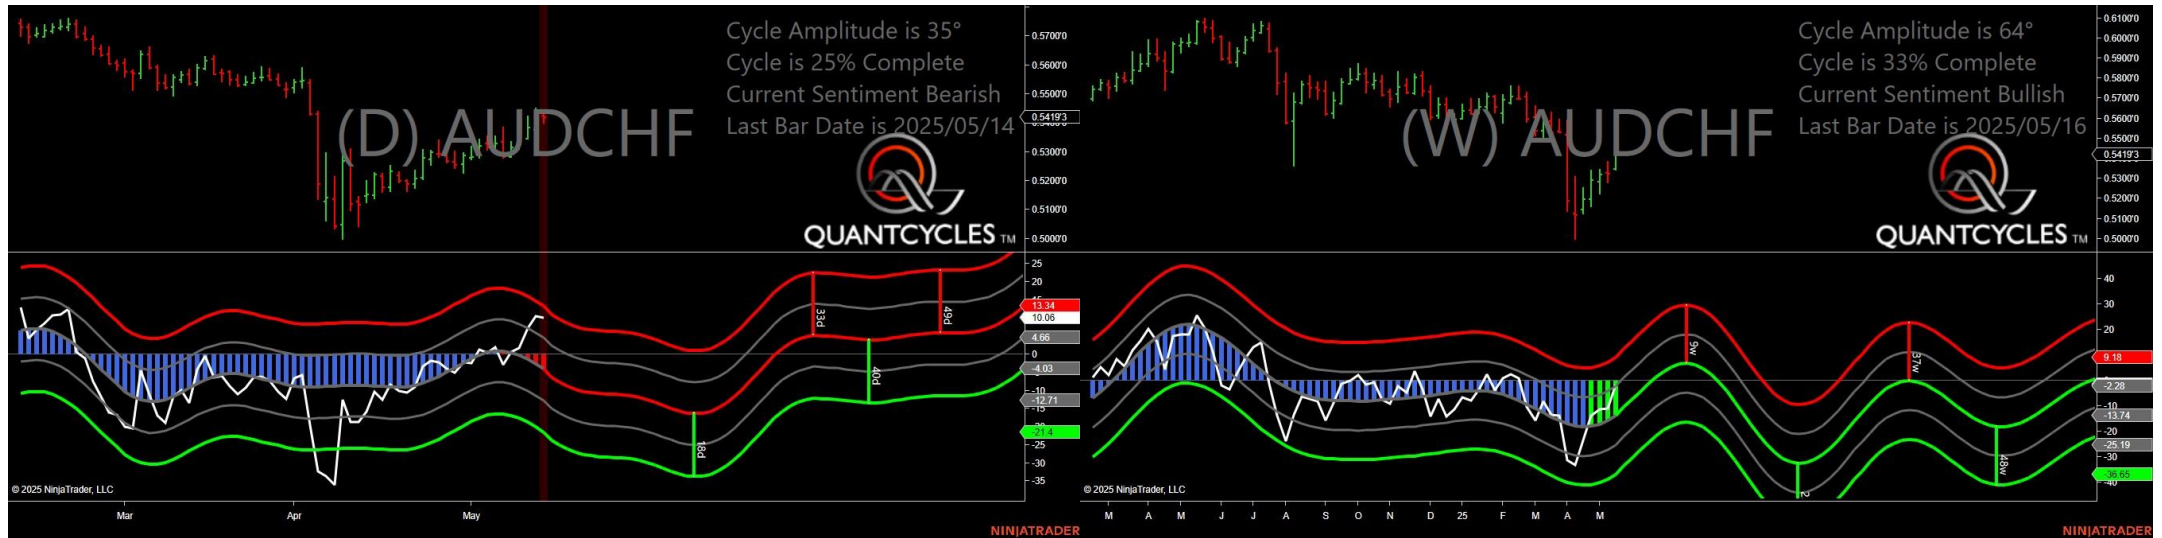 Cycle Amplitude is 35°
Cycle is 25% Complete
Current Sentiment Bearish
Last Bar Date is 2025/05/14
(D) AUDCHF
QUANTCYCLES TM
0.5700'0
0.5600'0
0.5500'0
0.5419'3
0.5300'0
0.5200'0
0.5100'0
0.5000'0
25
20
13.34
10.06
4.66
0
-4.03
-10
-12.71
-15
-21.4
-25
-30
-35
33d
49d
40d
18d
© 2025 NinjaTrader, LLC
Mar
Apr
May
NINJATRADER
Cycle Amplitude is 64°
Cycle is 33% Complete
Current Sentiment Bullish
Last Bar Date is 2025/05/16
(W) AUDCHF
QUANTCYCLES TM
0.6100'0
0.6000'0
0.5900'0
0.5800'0
0.5700'0
0.5600'0
0.5500'0
0.5419'3
0.5300'0
0.5200'0
0.5100'0
0.5000'0
40
30
20
9.18
-2.28
-10
-13.74
-20
-25.19
-30
-36.65
-40
9w
37w
2
48w
© 2025 NinjaTrader, LLC
M A M J J A S O N D 25 F M A M
NINJATRADER